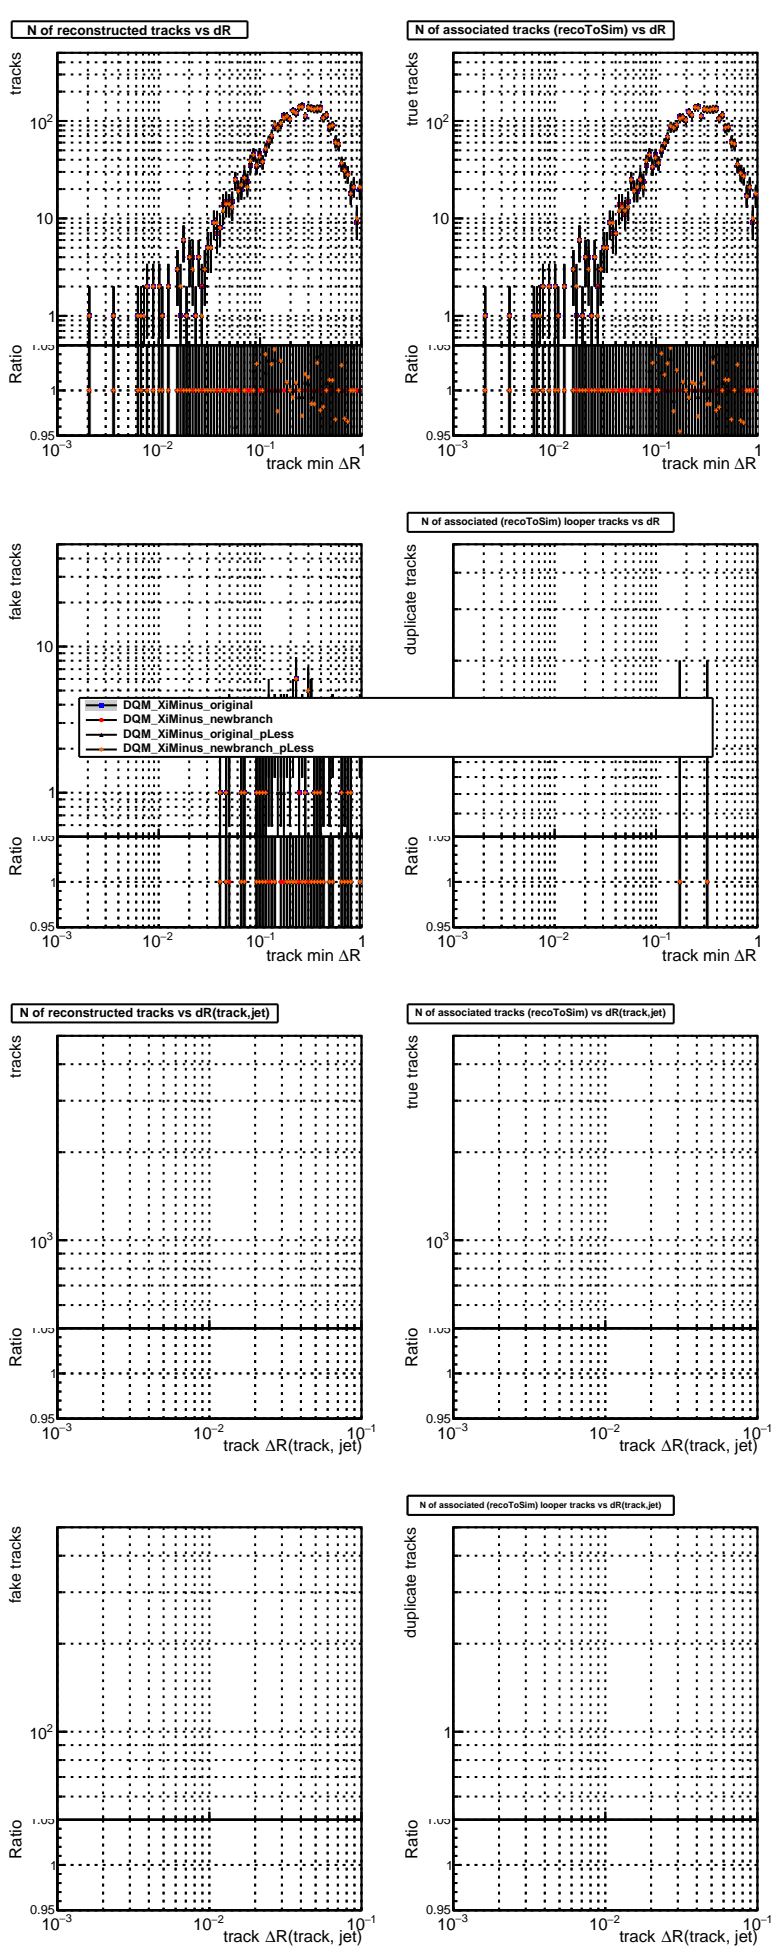 N of reconstructed tracks vs dR
tracks
10²
10
1
Ratio
1.05
1
0.95
10⁻³
10⁻²
10⁻¹
1
track min ΔR
N of associated tracks (recoToSim) vs dR
true tracks
10²
10
1
Ratio
1.05
1
0.95
10⁻³
10⁻²
10⁻¹
1
track min ΔR
fake tracks
10
1
Ratio
1.05
1
0.95
10⁻³
10⁻²
10⁻¹
1
track min ΔR
N of associated (recoToSim) looper tracks vs dR
duplicate tracks
Ratio
1.05
1
0.95
10⁻³
10⁻²
10⁻¹
1
track min ΔR
DQM_XiMinus_original
DQM_XiMinus_newbranch
DQM_XiMinus_original_pLess
DQM_XiMinus_newbranch_pLess
N of reconstructed tracks vs dR(track,jet)
tracks
10³
Ratio
1.05
1
0.95
10⁻³
10⁻²
10⁻¹
track ΔR(track, jet)
N of associated tracks (recoToSim) vs dR(track,jet)
true tracks
10³
Ratio
1.05
1
0.95
10⁻³
10⁻²
10⁻¹
track ΔR(track, jet)
fake tracks
10²
Ratio
1.05
1
0.95
10⁻³
10⁻²
10⁻¹
track ΔR(track, jet)
N of associated (recoToSim) looper tracks vs dR(track,jet)
duplicate tracks
1
Ratio
1.05
1
0.95
10⁻³
10⁻²
10⁻¹
track ΔR(track, jet)